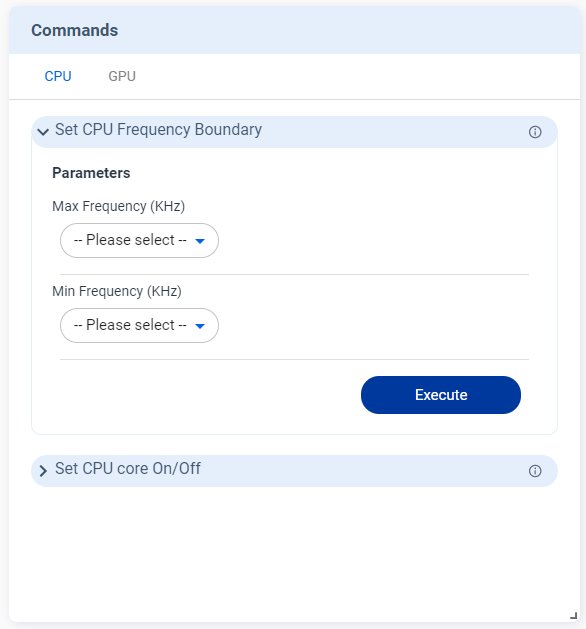 Commands
CPU GPU
Set CPU Frequency Boundary
Parameters
Max Frequency (KHz)
-- Please select --
Min Frequency (KHz)
-- Please select --
Execute
Set CPU core On/Off